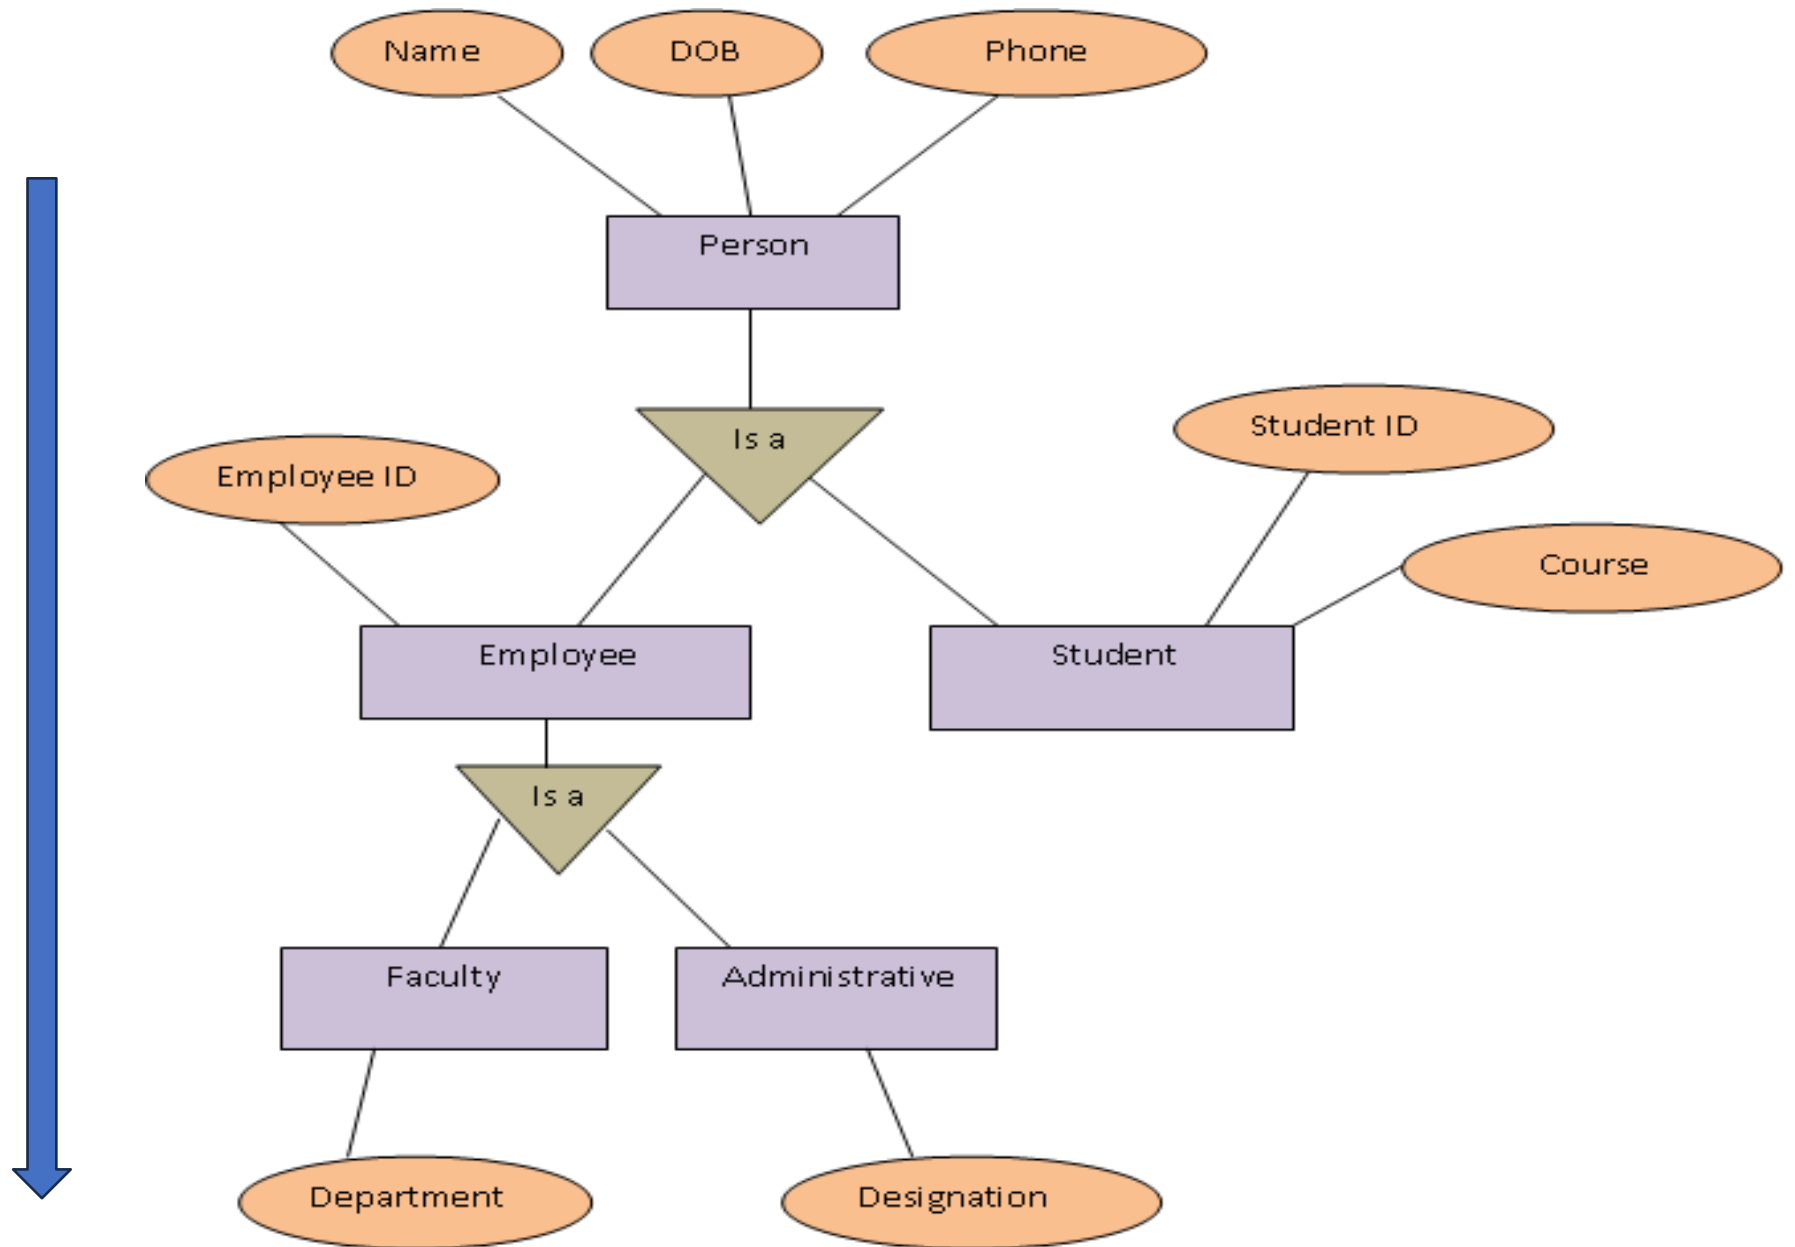 Name
DOB
Phone
Person
Is a
Student ID
Employee ID
Course
Employee
Student
Is a
Faculty
Administrative
Department
Designation